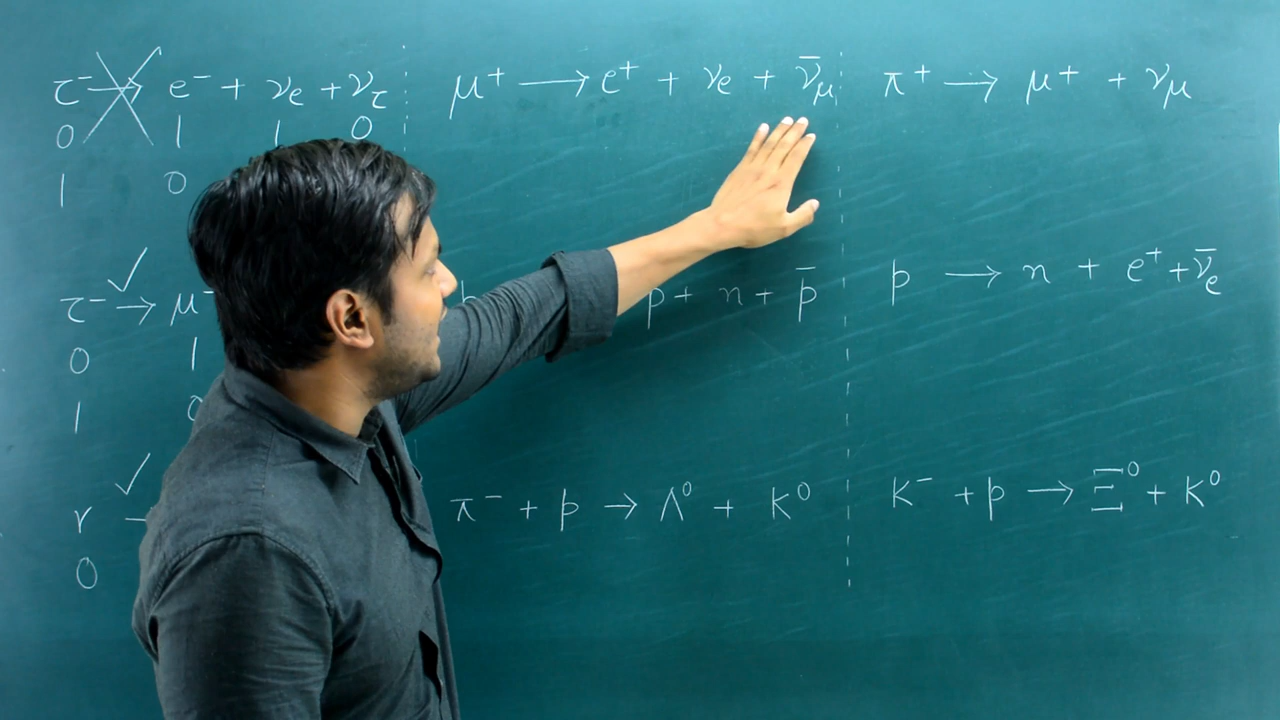 τ⁻ → e⁻ + νe + ντ
0 1 1 0
1 0
τ⁻ → μ⁻
0 1
1 0
γ
0
μ⁺ → e⁺ + νe + ν̄μ
p + n + p̄
π⁻ + p → Λ⁰ + K⁰
π⁺ → μ⁺ + νμ
p → n + e⁺ + ν̄e
K⁻ + p → Ξ⁰ + K⁰